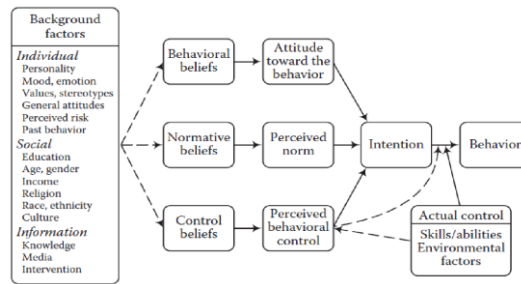 Background
factors
Individual
Personality
Mood, emotion
Values, stereotypes
General attitudes
Perceived risk
Past behavior
Social
Education
Age, gender
Income
Religion
Race, ethnicity
Culture
Information
Knowledge
Media
Intervention
Behavioral
beliefs
Attitude
toward the
behavior
Normative
beliefs
Perceived
norm
Intention
Behavior
Control
beliefs
Perceived
behavioral
control
Actual control
Skills/abilities
Environmental
factors